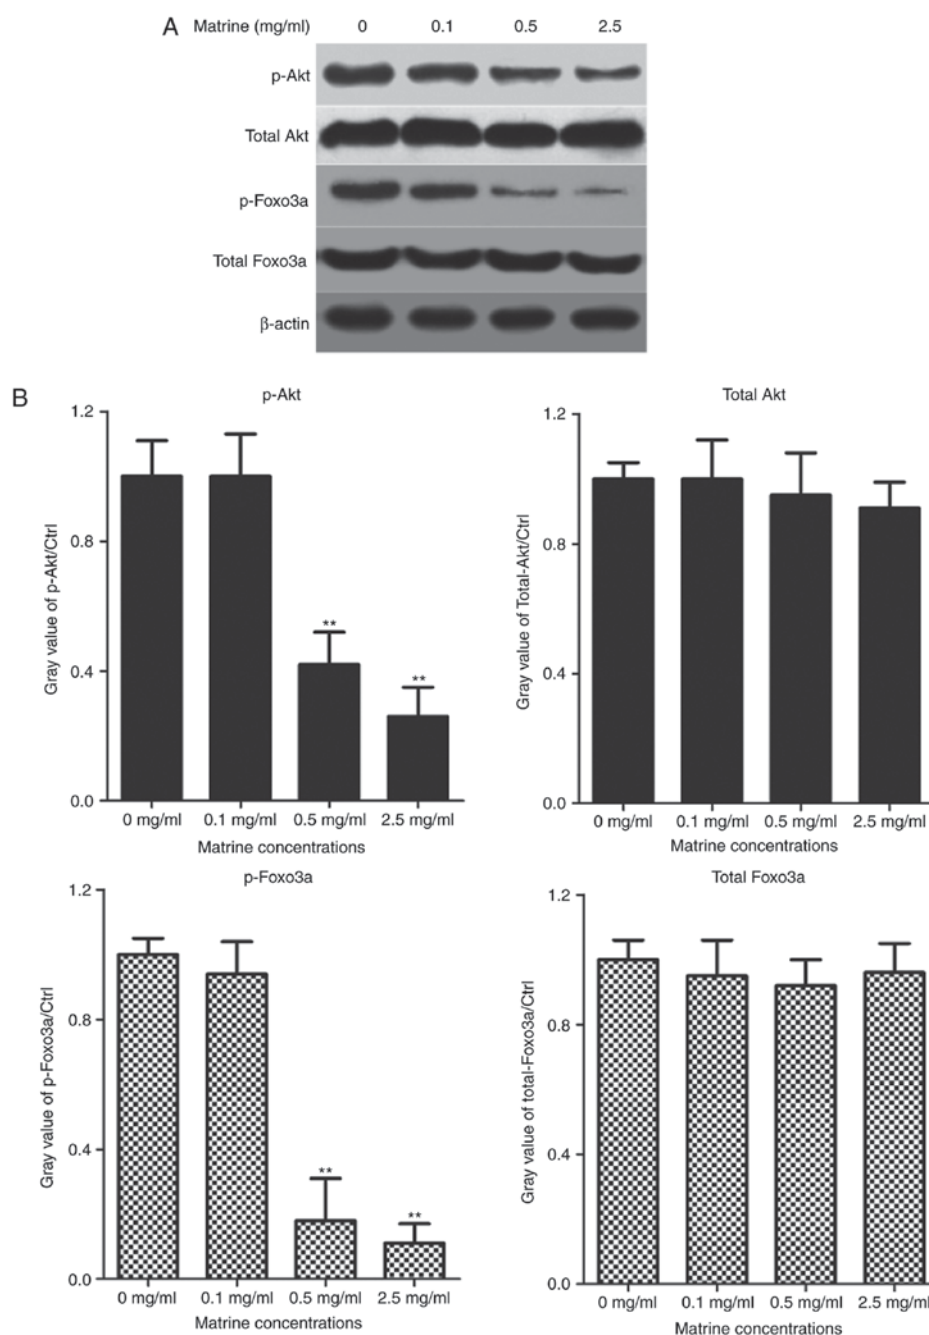 A Matrine (mg/ml) 0 0.1 0.5 2.5
p-Akt
Total Akt
p-Foxo3a
Total Foxo3a
β-actin
B
p-Akt
Gray value of p-Akt/Ctrl
1.2
0.8
0.4
0.0
**
**
0 mg/ml 0.1 mg/ml 0.5 mg/ml 2.5 mg/ml
Matrine concentrations
Total Akt
Gray value of Total-Akt/Ctrl
1.2
0.8
0.4
0.0
0 mg/ml 0.1 mg/ml 0.5 mg/ml 2.5 mg/ml
Matrine concentrations
p-Foxo3a
Gray value of p-Foxo3a/Ctrl
1.2
0.8
0.4
0.0
**
**
0 mg/ml 0.1 mg/ml 0.5 mg/ml 2.5 mg/ml
Matrine concentrations
Total Foxo3a
Gray value of total-Foxo3a/Ctrl
1.2
0.8
0.4
0.0
0 mg/ml 0.1 mg/ml 0.5 mg/ml 2.5 mg/ml
Matrine concentrations